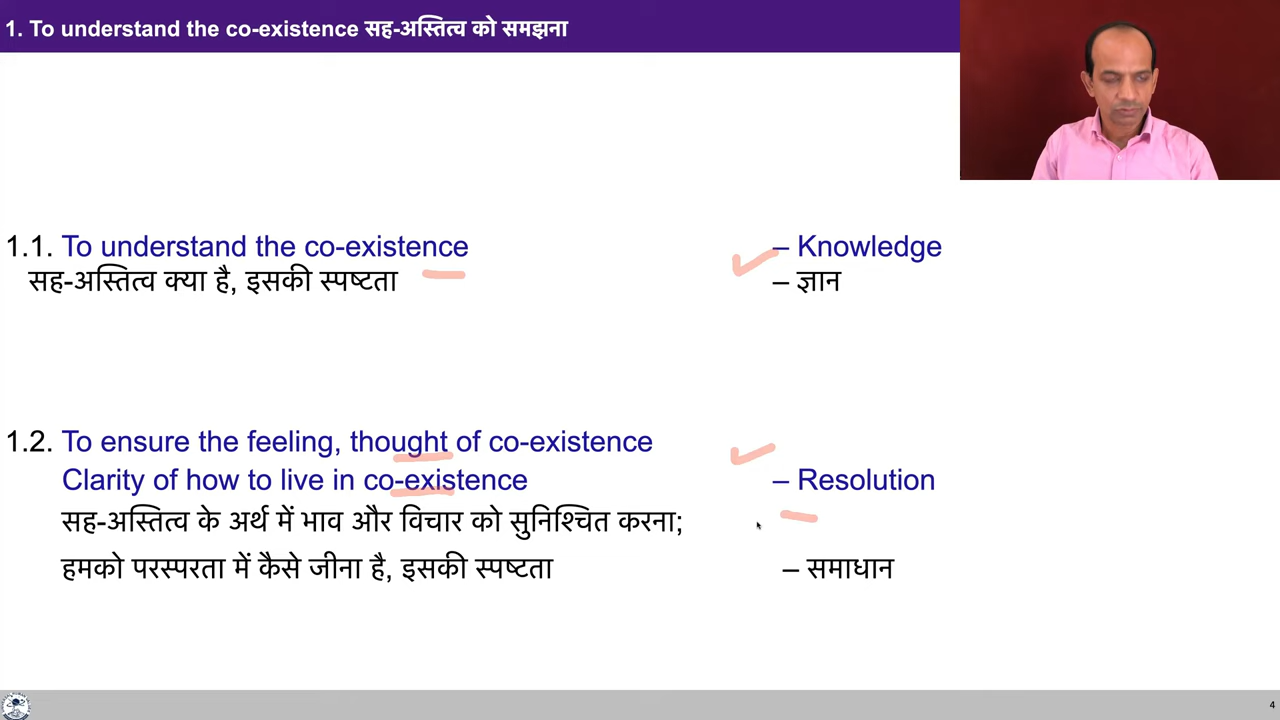 1. To understand the co-existence सह-अस्तित्व को समझना
1.1. To understand the co-existence – Knowledge
सह-अस्तित्व क्या है, इसकी स्पष्टता – ज्ञान
1.2. To ensure the feeling, thought of co-existence
Clarity of how to live in co-existence – Resolution
सह-अस्तित्व के अर्थ में भाव और विचार को सुनिश्चित करना;
हमको परस्परता में कैसे जीना है, इसकी स्पष्टता – समाधान
4